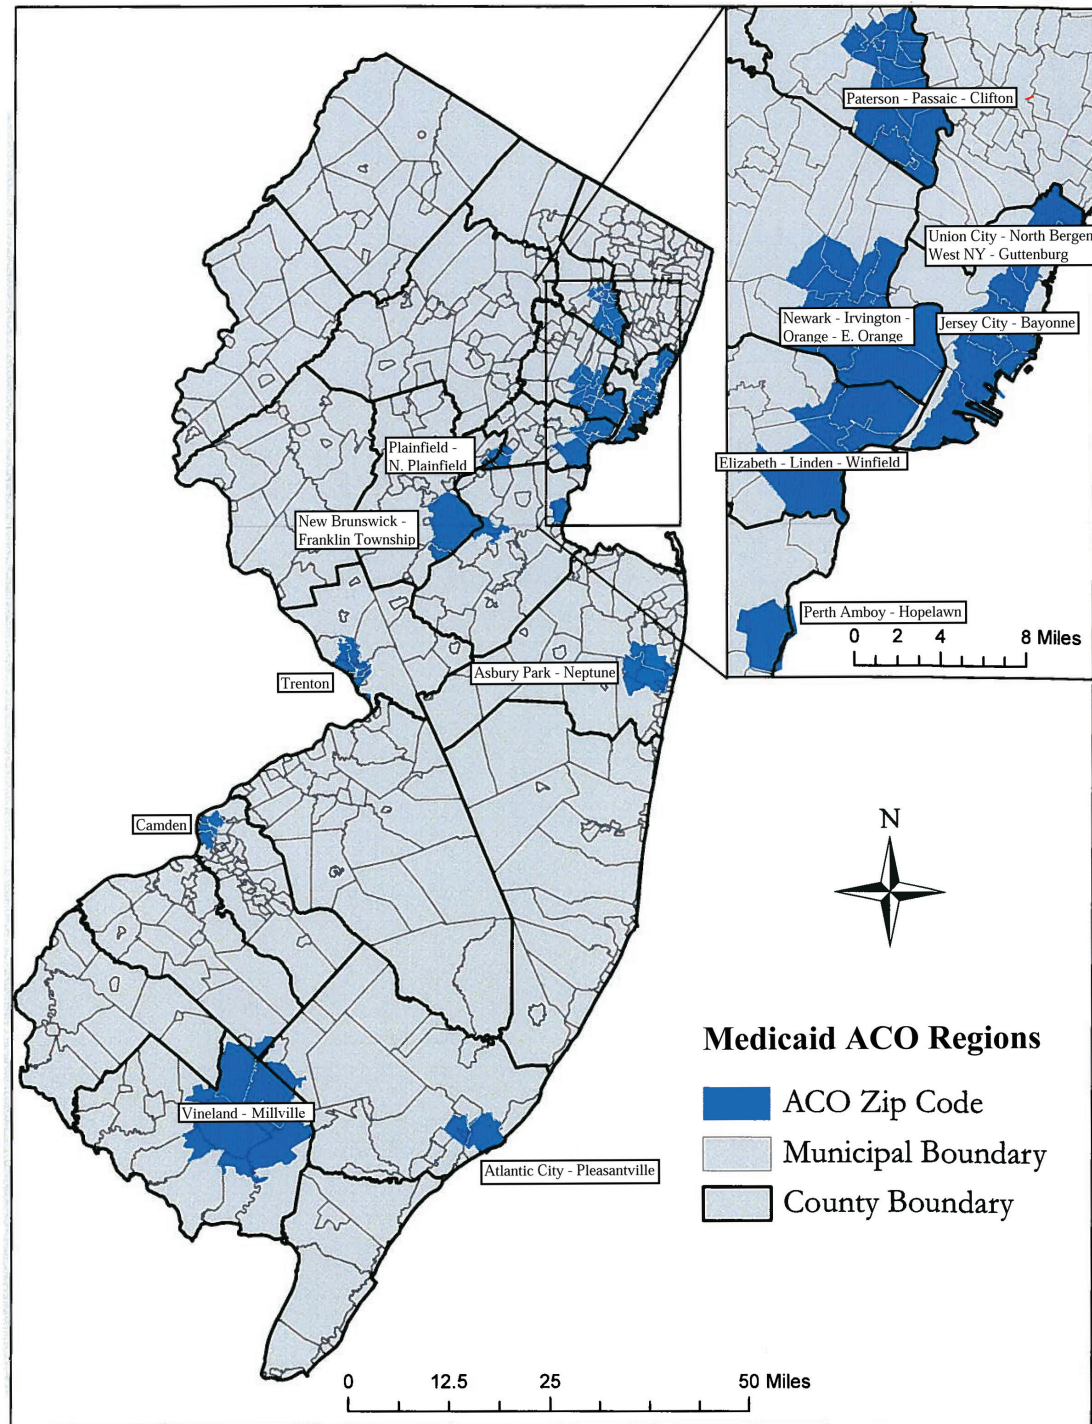 Paterson - Passaic - Clifton
Union City - North Bergen
West NY - Guttenburg
Newark - Irvington -
Orange - E. Orange
Jersey City - Bayonne
Elizabeth - Linden - Winfield
Perth Amboy - Hopelawn
0 2 4 8 Miles
Plainfield -
N. Plainfield
New Brunswick -
Franklin Township
Trenton
Asbury Park - Neptune
Camden
N
Vineland - Millville
Atlantic City - Pleasantville
Medicaid ACO Regions
ACO Zip Code
Municipal Boundary
County Boundary
0 12.5 25 50 Miles